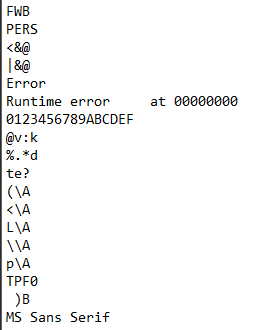 FWB
PERS
<&@
|&@
Error
Runtime error     at 00000000
0123456789ABCDEF
@v:k
%.*d
te?
(\A
<\A
L\A
\\A
p\A
TPF0
 )B
MS Sans Serif